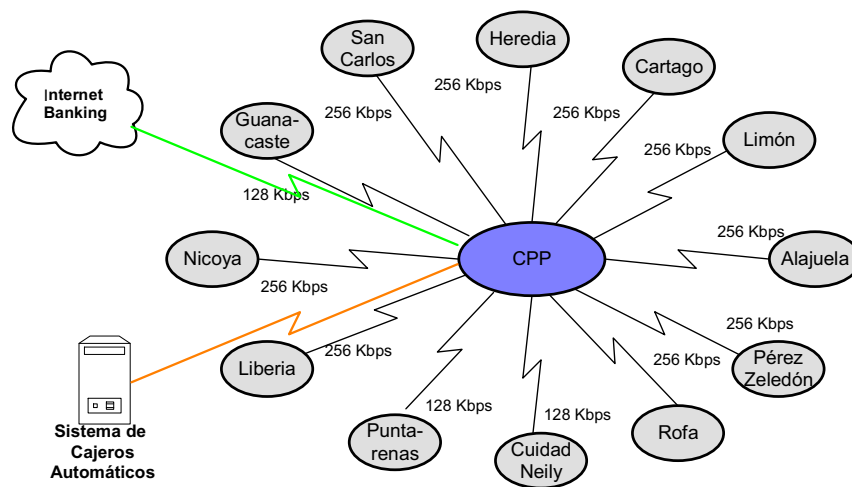 San
Carlos
Heredia
Cartago
Internet
Banking
Guana-
caste
256 Kbps
256 Kbps
256 Kbps
Limón
256 Kbps
128 Kbps
Nicoya
CPP
256 Kbps
Alajuela
256 Kbps
Liberia
256 Kbps
256 Kbps
256 Kbps
Pérez
Zeledón
Sistema de
Cajeros
Automáticos
Punta-
renas
128 Kbps
Cuidad
Neily
128 Kbps
Rofa